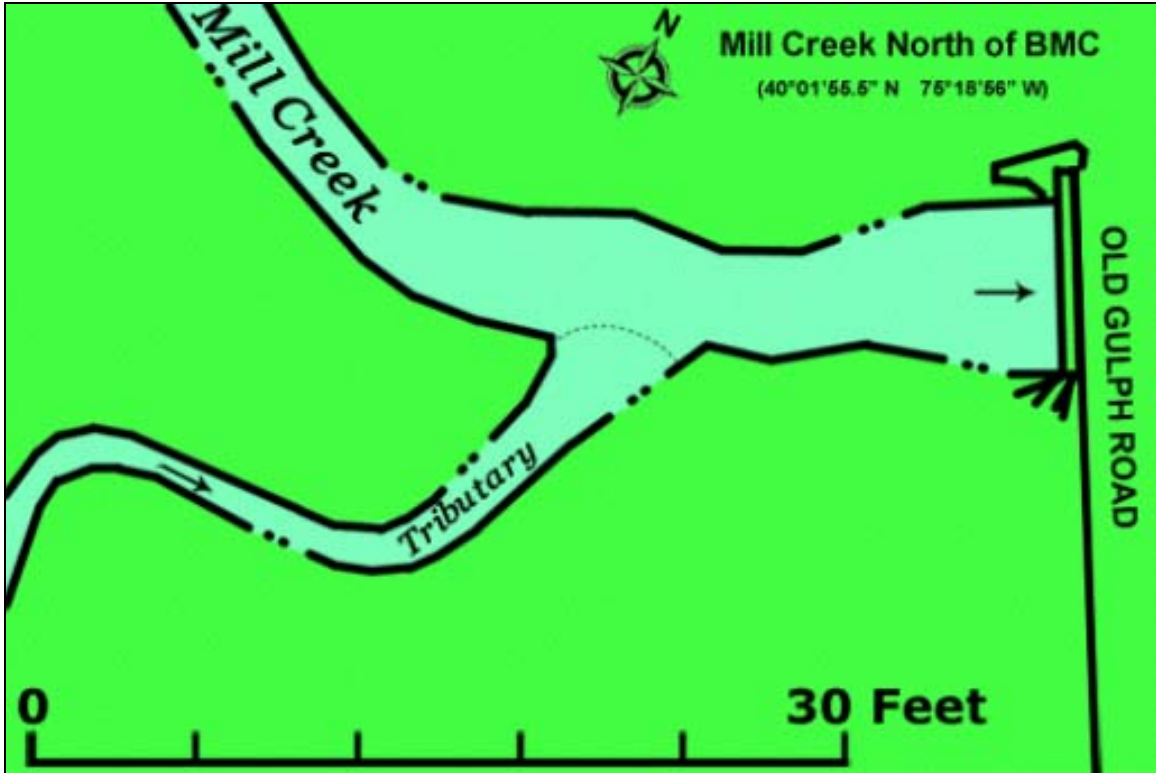 N
Mill Creek North of BMC
(40°01'55.5" N 75°18'56" W)
Mill Creek
OLD GULPH ROAD
Tributary
0
30 Feet